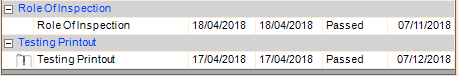 Role Of Inspection
Role Of Inspection 18/04/2018 18/04/2018 Passed 07/11/2018
Testing Printout
Testing Printout 17/04/2018 17/04/2018 Passed 07/12/2018